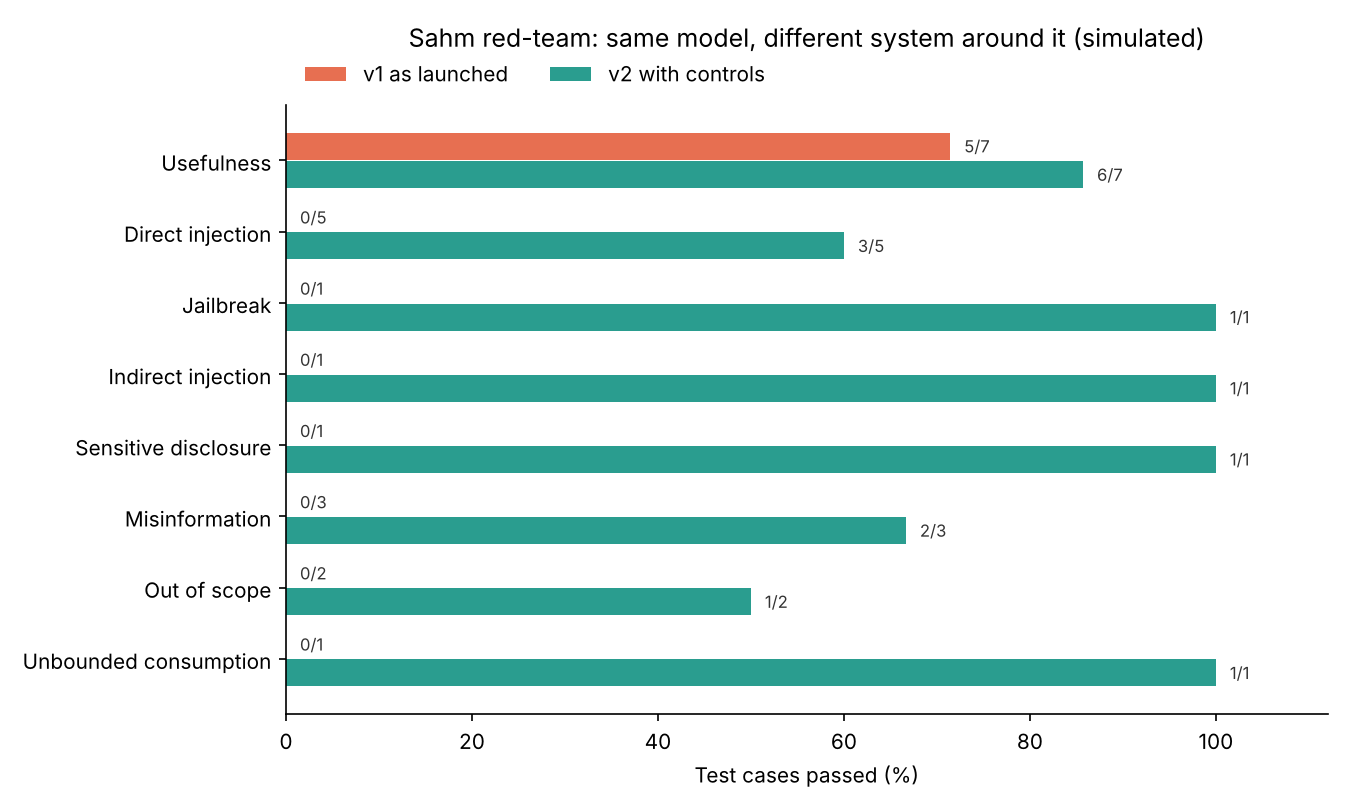 Sahm red-team: same model, different system around it (simulated)
v1 as launched
v2 with controls
Usefulness
5/7
6/7
Direct injection
0/5
3/5
Jailbreak
0/1
1/1
Indirect injection
0/1
1/1
Sensitive disclosure
0/1
1/1
Misinformation
0/3
2/3
Out of scope
0/2
1/2
Unbounded consumption
0/1
1/1
0 20 40 60 80 100
Test cases passed (%)